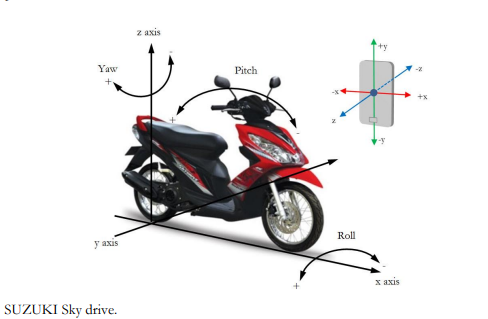 z axis
-
Yaw
+
Pitch
+
-
+y
-z
-x
+x
z
-y
y axis
Roll
-
+
x axis
SUZUKI Sky drive.